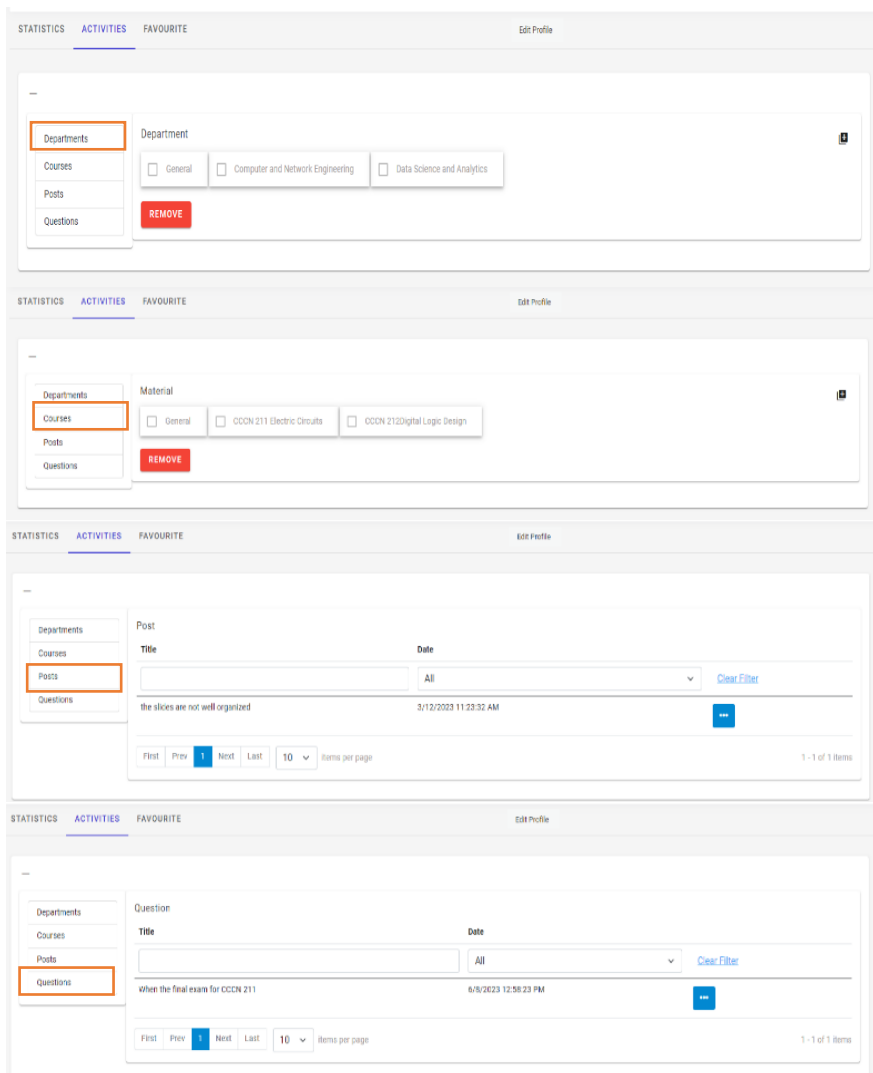 STATISTICS ACTIVITIES FAVOURITE Edit Profile
Departments
Courses
Posts
Questions
Department
General Computer and Network Engineering Data Science and Analytics
REMOVE
STATISTICS ACTIVITIES FAVOURITE Edit Profile
Departments
Courses
Posts
Questions
Material
General CCCN 211 Electric Circuits CCCN 212Digital Logic Design
REMOVE
STATISTICS ACTIVITIES FAVOURITE Edit Profile
Departments
Courses
Posts
Questions
Post
Title Date
All Clear Filter
the slices are not well organized 3/12/2023 11:23:32 AM
First Prev 1 Next Last 10 items per page 1 - 1 of 1 items
STATISTICS ACTIVITIES FAVOURITE Edit Profile
Departments
Courses
Posts
Questions
Question
Title Date
All Clear Filter
When the final exam for CCCN 211 6/8/2023 12:58:23 PM
First Prev 1 Next Last 10 items per page 1 - 1 of 1 items